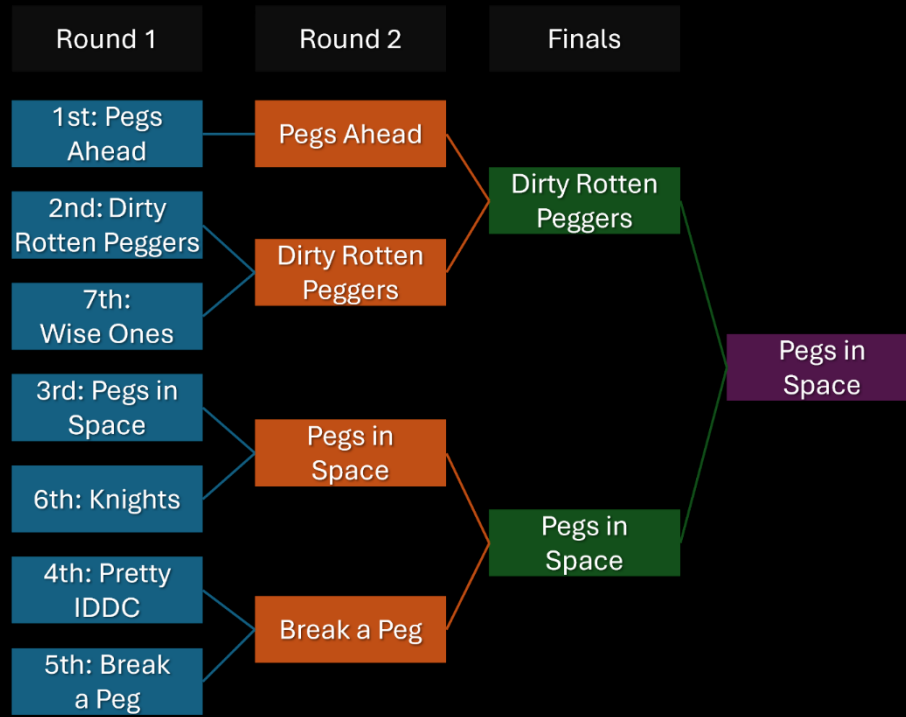 Round 1
Round 2
Finals
1st: Pegs
Ahead
2nd: Dirty
Rotten Peggers
7th:
Wise Ones
3rd: Pegs in
Space
6th: Knights
4th: Pretty
IDDC
5th: Break
a Peg
Pegs Ahead
Dirty Rotten
Peggers
Pegs in
Space
Break a Peg
Dirty Rotten
Peggers
Pegs in
Space
Pegs in
Space